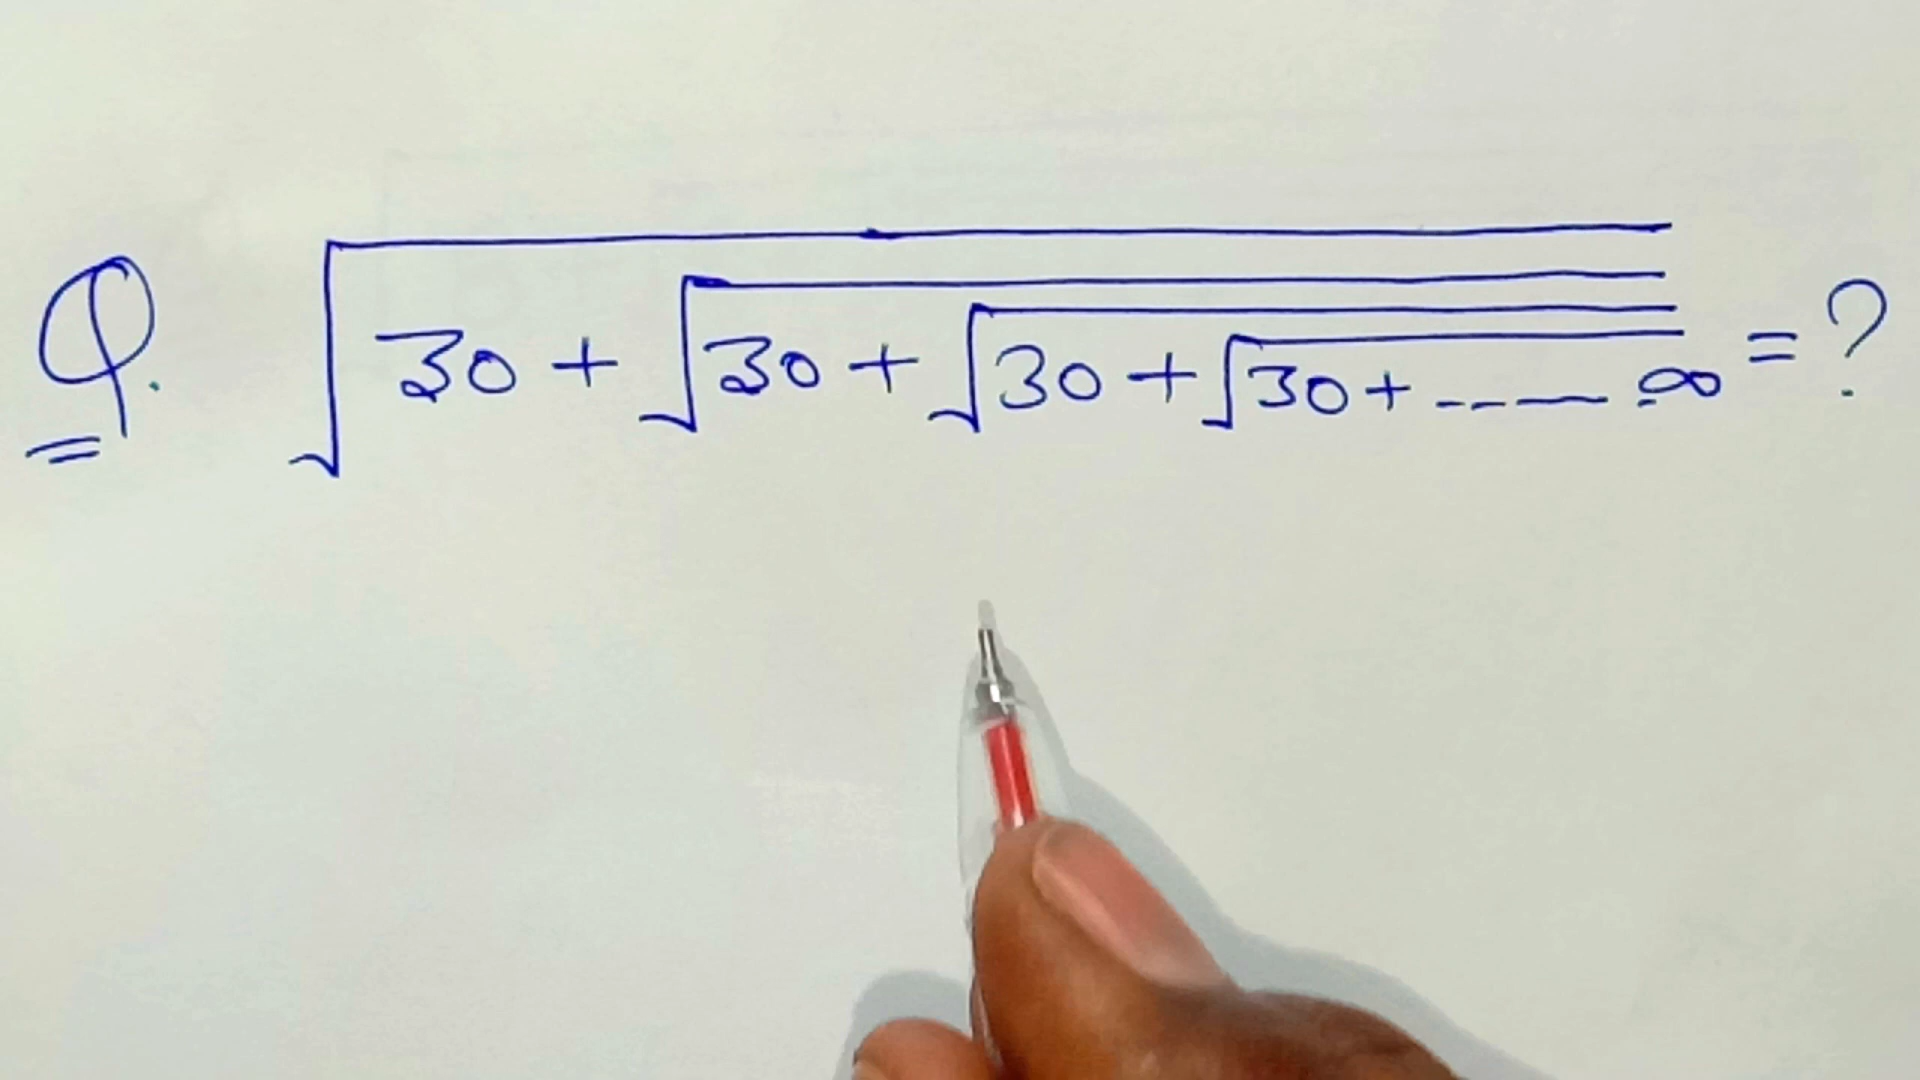 Q. √30 + √30 + √30 + √30 + ---- ∞ = ?